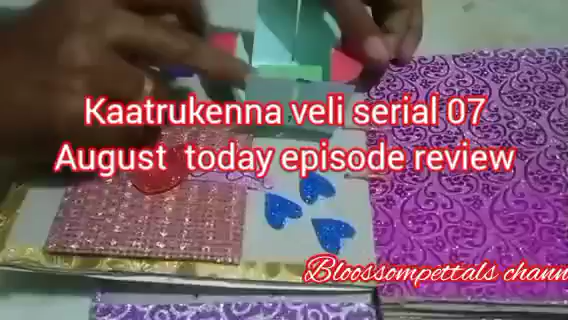 Kaatrukenna veli serial 07
August today episode review
Bloossompettals chann